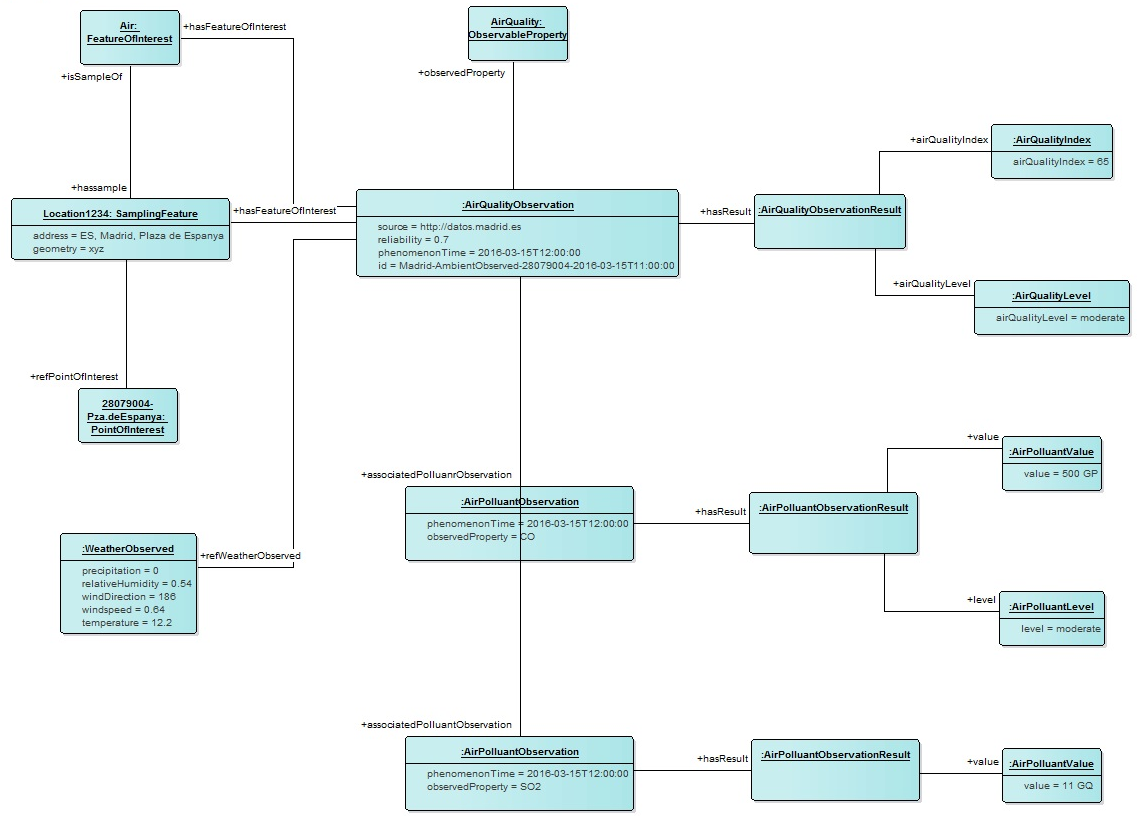 Air:
FeatureOfInterest
+hasFeatureOfInterest
AirQuality:
ObservableProperty
+isSampleOf
+observedProperty
+hassample
Location1234: SamplingFeature
address = ES, Madrid, Plaza de Espanya
geometry = xyz
+hasFeatureOfInterest
:AirQualityObservation
source = http://datos.madrid.es
reliability = 0.7
phenomenonTime = 2016-03-15T12:00:00
id = Madrid-AmbientObserved-28079004-2016-03-15T11:00:00
+hasResult
:AirQualityObservationResult
+airQualityIndex
:AirQualityIndex
airQualityIndex = 65
+airQualityLevel
:AirQualityLevel
airQualityLevel = moderate
+refPointOfInterest
28079004-
Pza.deEspanya:
PointOfInterest
+refWeatherObserved
:WeatherObserved
precipitation = 0
relativeHumidity = 0.54
windDirection = 186
windspeed = 0.64
temperature = 12.2
+associatedPolluanrObservation
:AirPolluantObservation
phenomenonTime = 2016-03-15T12:00:00
observedProperty = CO
+hasResult
:AirPolluantObservationResult
+value
:AirPolluantValue
value = 500 GP
+level
:AirPolluantLevel
level = moderate
+associatedPolluantObservation
:AirPolluantObservation
phenomenonTime = 2016-03-15T12:00:00
observedProperty = SO2
+hasResult
:AirPolluantObservationResult
+value
:AirPolluantValue
value = 11 GQ